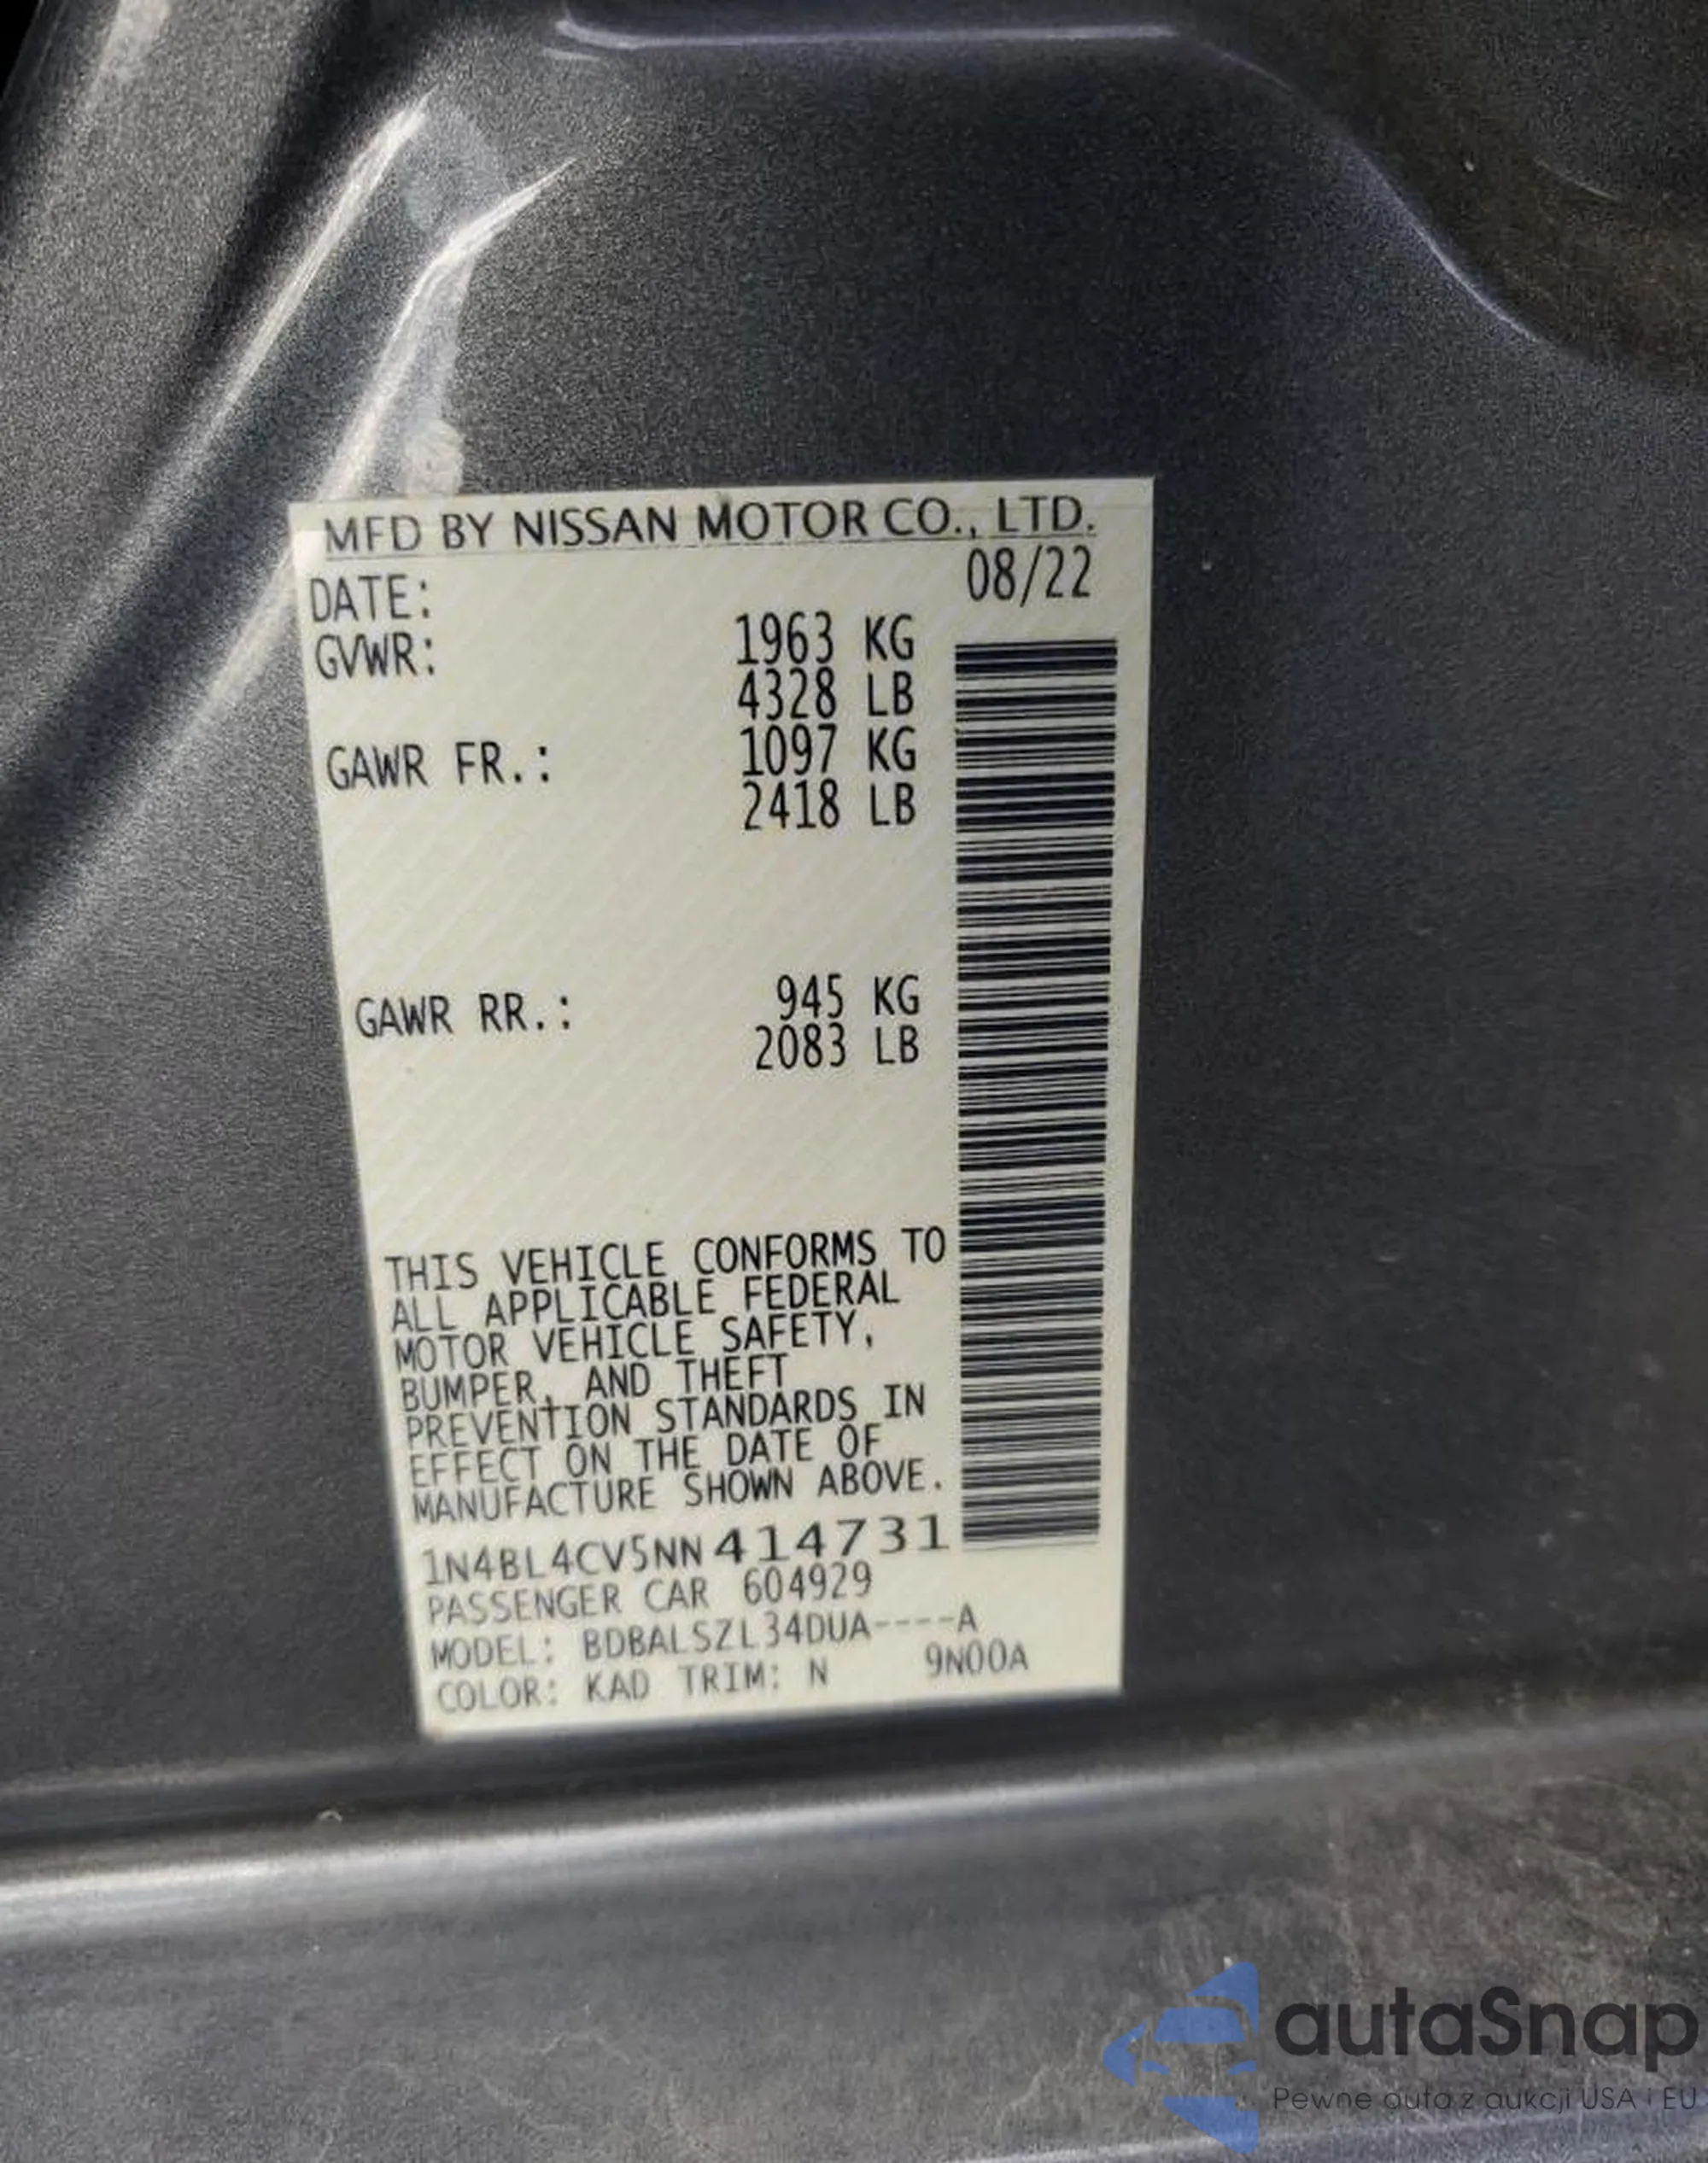 MFD BY NISSAN MOTOR CO., LTD.
DATE: 08/22
GVWR: 1963 KG
4328 LB
GAWR FR.: 1097 KG
2418 LB
GAWR RR.: 945 KG
2083 LB
THIS VEHICLE CONFORMS TO
ALL APPLICABLE FEDERAL
MOTOR VEHICLE SAFETY,
BUMPER, AND THEFT
PREVENTION STANDARDS IN
EFFECT ON THE DATE OF
MANUFACTURE SHOWN ABOVE.
1N4BL4CV5NN414731
PASSENGER CAR 604929
MODEL: BDBALSZL34DUA----A
COLOR: KAD TRIM: N 9N00A
autaSnap
Pewne auta z aukcji USA i EU